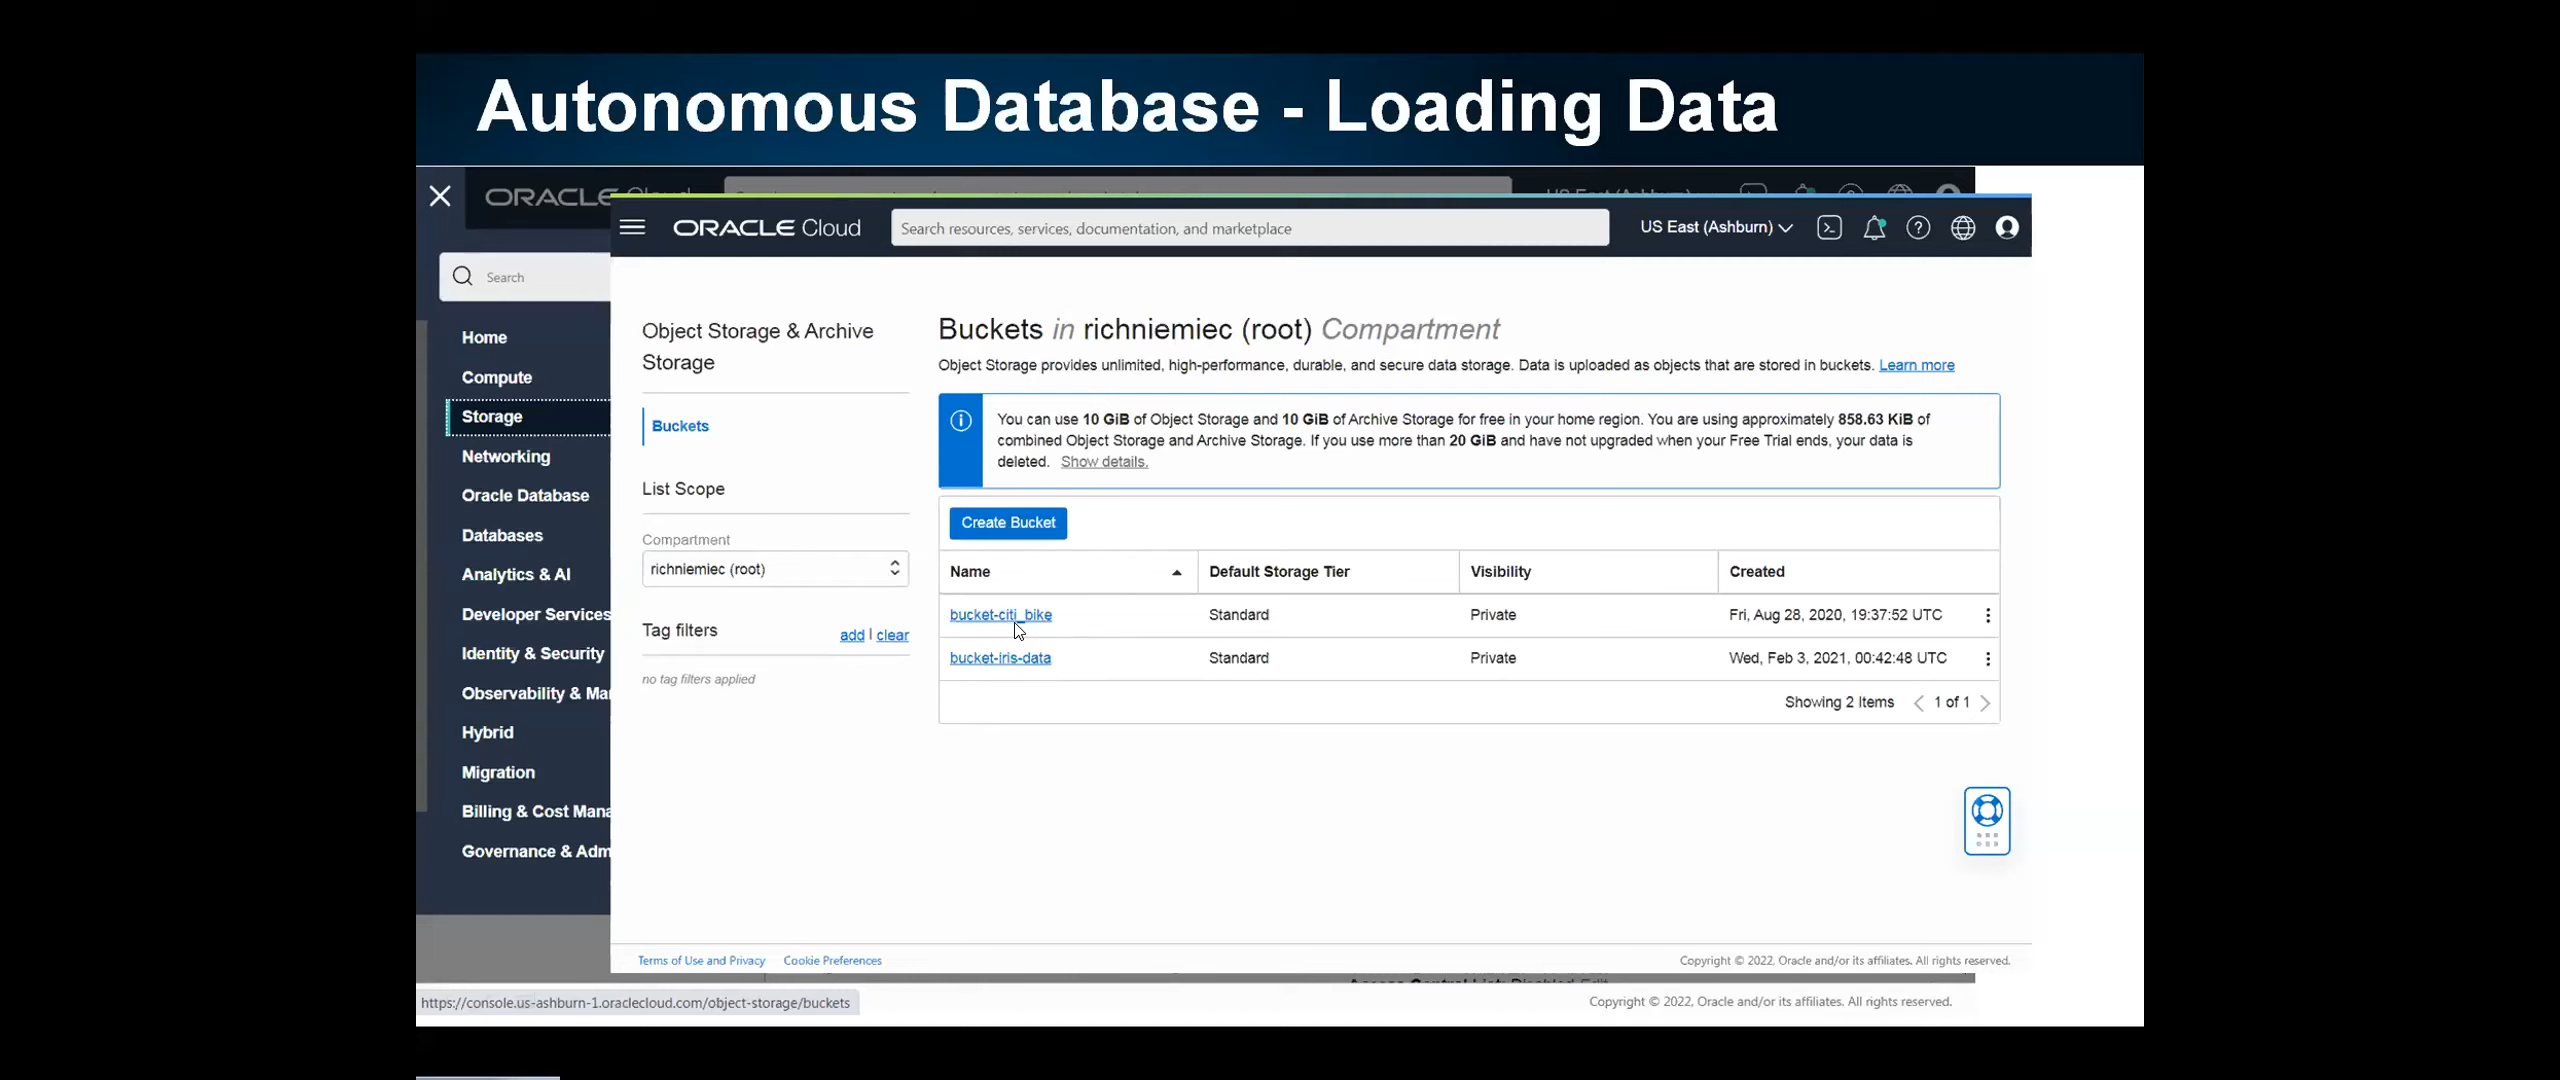 Autonomous Database - Loading Data
ORACLE Cloud
Search
Home
Compute
Storage
Networking
Oracle Database
Databases
Analytics & AI
Developer Services
Identity & Security
Observability & Ma
Hybrid
Migration
Billing & Cost Mana
Governance & Adm
ORACLE Cloud
Search resources, services, documentation, and marketplace
US East (Ashburn)
Object Storage & Archive
Storage
Buckets
List Scope
Compartment
richniemiec (root)
Tag filters
add | clear
no tag filters applied
Buckets in richniemiec (root) Compartment
Object Storage provides unlimited, high-performance, durable, and secure data storage. Data is uploaded as objects that are stored in buckets. Learn more
You can use 10 GiB of Object Storage and 10 GiB of Archive Storage for free in your home region. You are using approximately 858.63 KiB of
combined Object Storage and Archive Storage. If you use more than 20 GiB and have not upgraded when your Free Trial ends, your data is
deleted. Show details.
Create Bucket
Name Default Storage Tier Visibility Created
bucket-citi_bike Standard Private Fri, Aug 28, 2020, 19:37:52 UTC
bucket-iris-data Standard Private Wed, Feb 3, 2021, 00:42:48 UTC
Showing 2 Items 1 of 1
Terms of Use and Privacy Cookie Preferences
Copyright © 2022, Oracle and/or its affiliates. All rights reserved.
https://console.us-ashburn-1.oraclecloud.com/object-storage/buckets
Copyright © 2022, Oracle and/or its affiliates. All rights reserved.